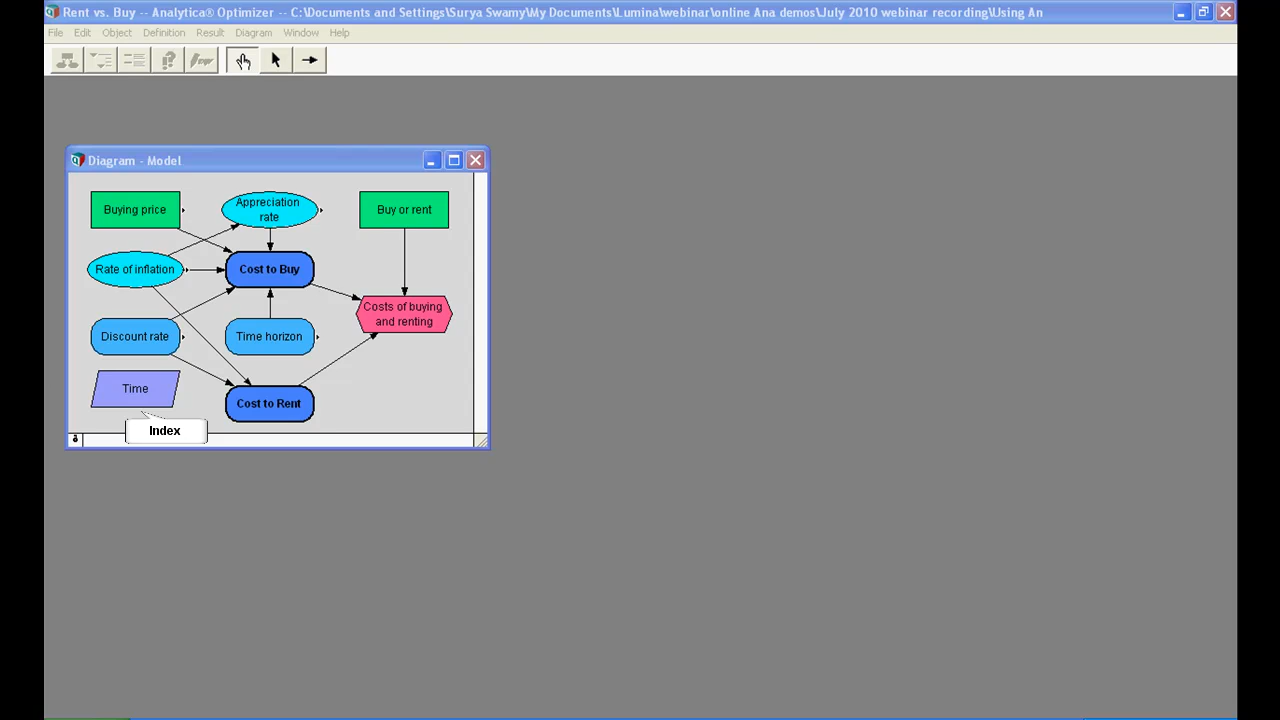 Rent vs. Buy -- Analytica® Optimizer -- C:\Documents and Settings\Surya Swamy\My Documents\Lumina\webinar\online Ana demos\July 2010 webinar recording\Using An
File Edit Object Definition Result Diagram Window Help
Diagram - Model
Buying price
Appreciation
rate
Buy or rent
Rate of inflation
Cost to Buy
Costs of buying
and renting
Discount rate
Time horizon
Time
Cost to Rent
Index